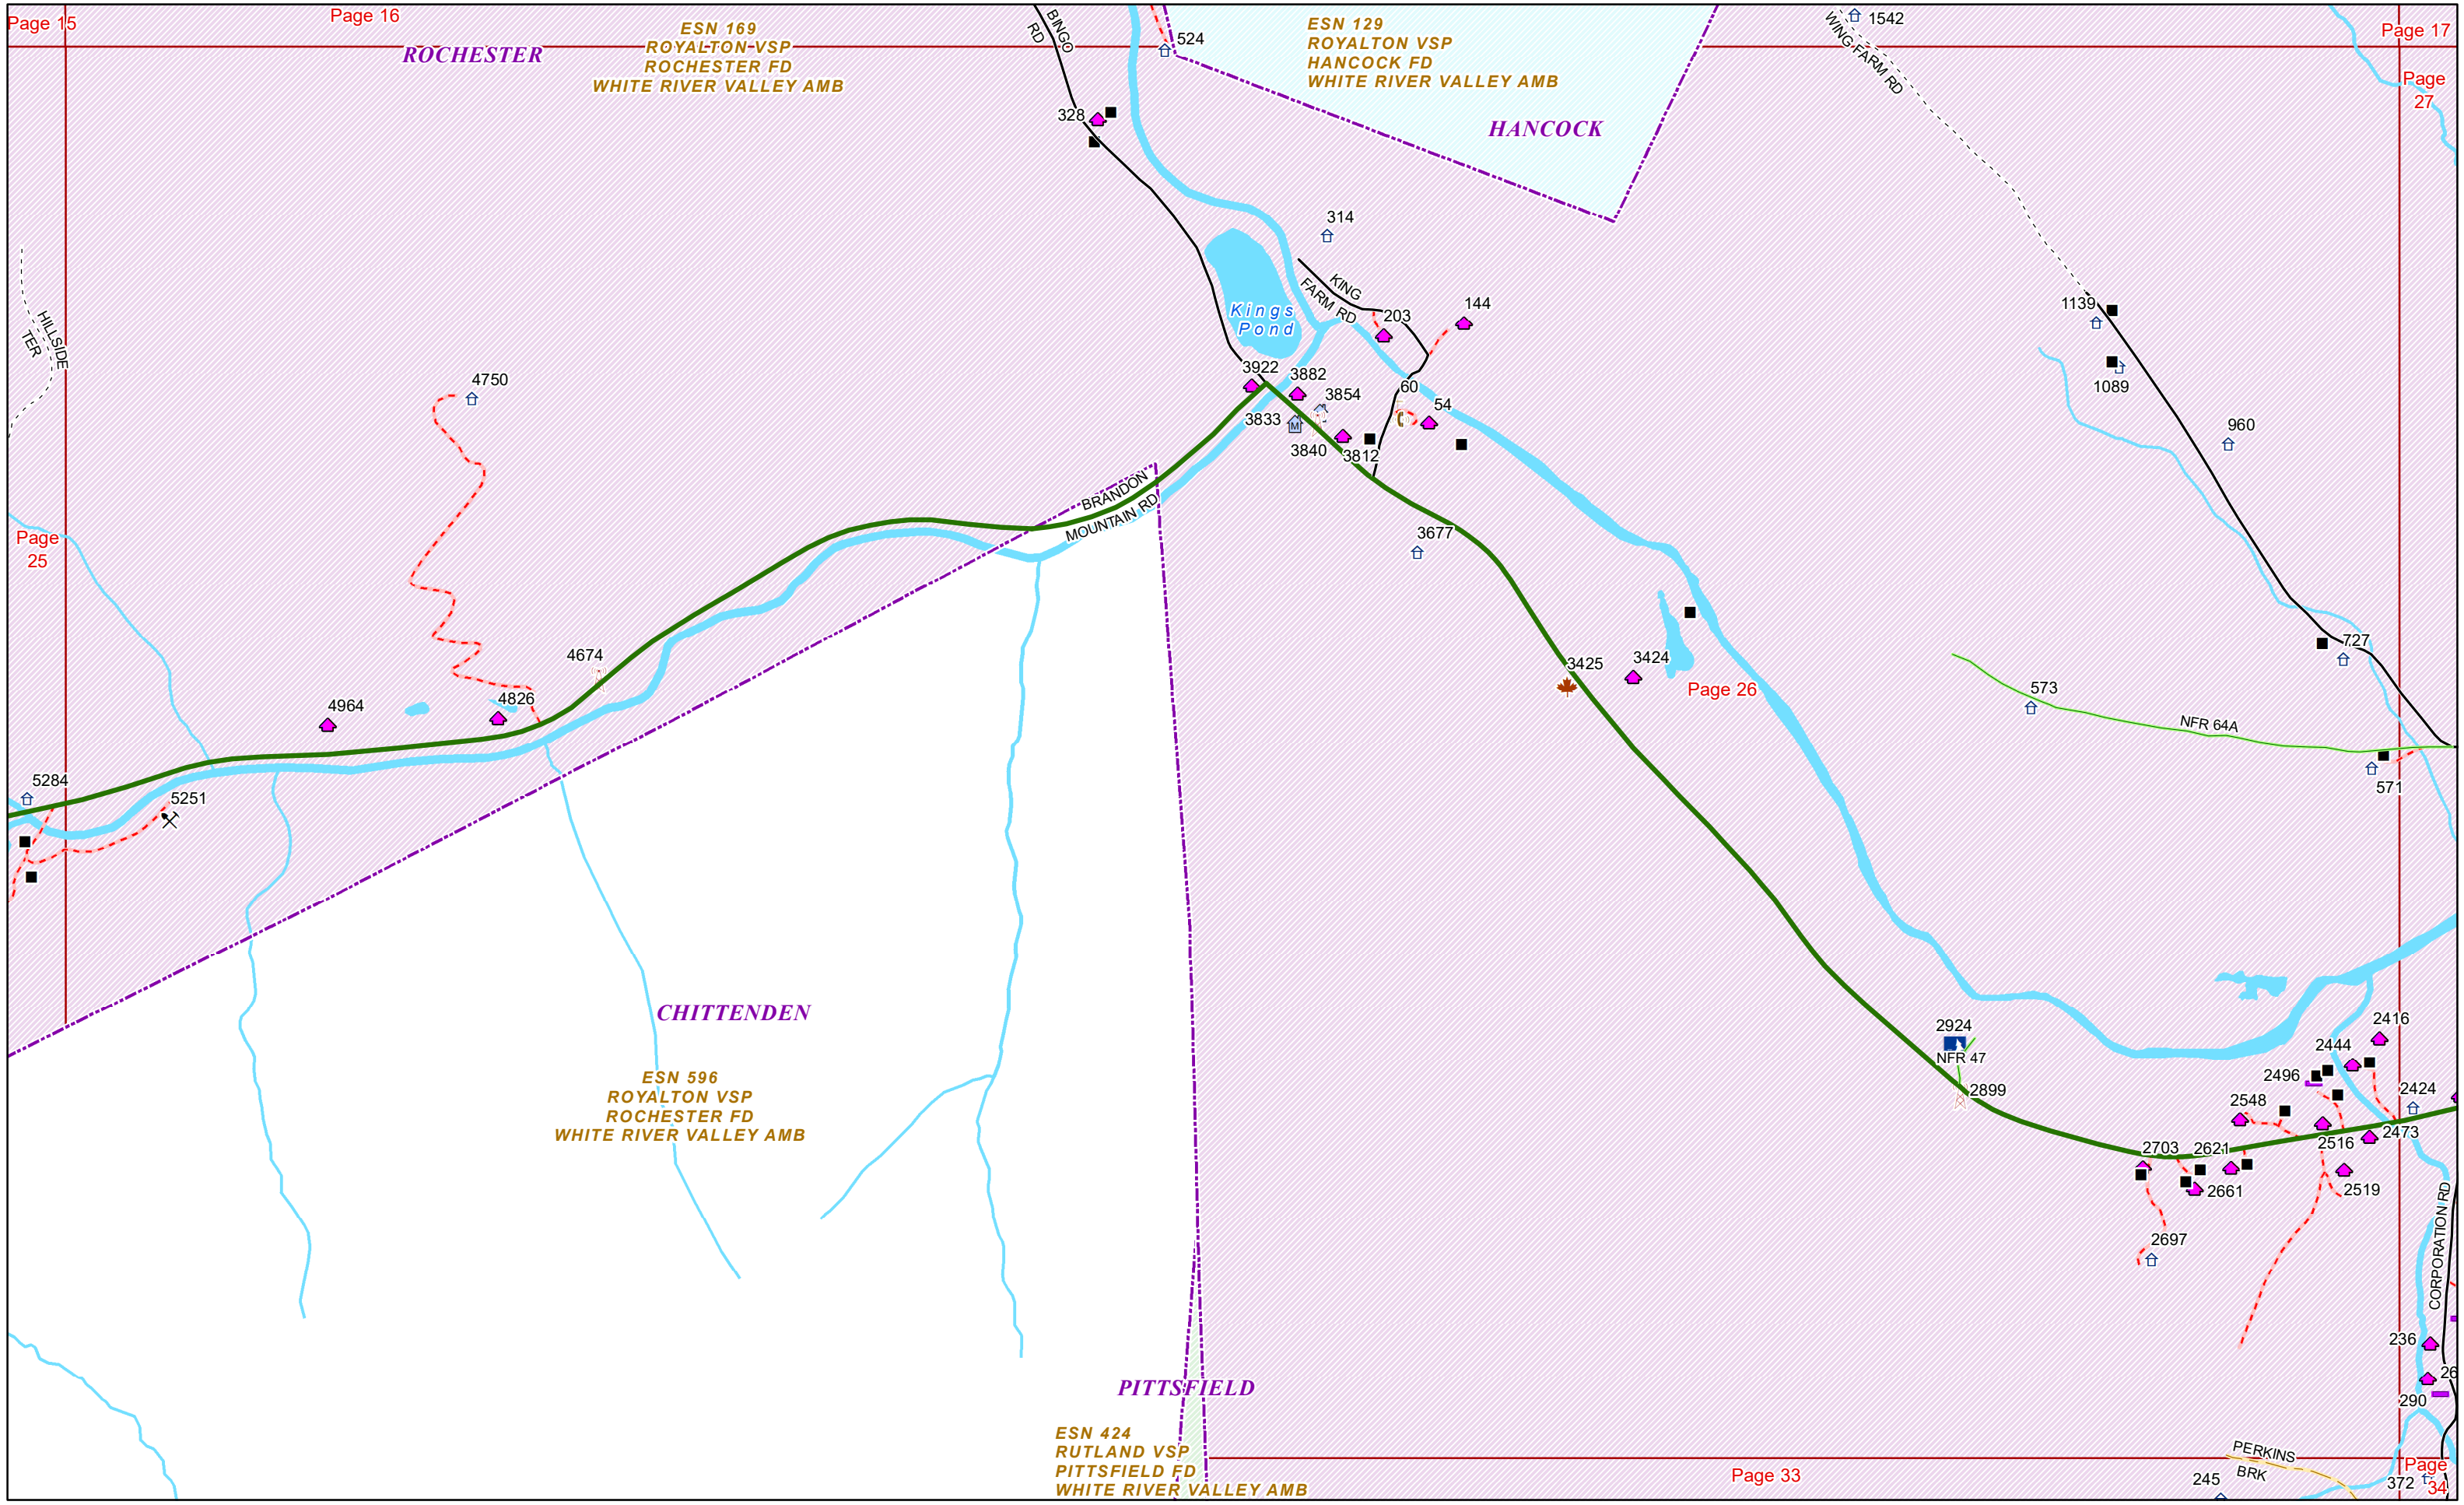 Page 15
Page 16
ROCHESTER
ESN 169
ROYALTON VSP
ROCHESTER FD
WHITE RIVER VALLEY AMB
BINGO
RD
524
ESN 129
ROYALTON VSP
HANCOCK FD
WHITE RIVER VALLEY AMB
HANCOCK
1542
WING FARM RD
Page 17
Page
27
328
314
KING
FARM RD
203
144
Kings
Pond
1139
1089
960
HILLSIDE
TER
4750
3922
3882
3854
3833
3840
3812
60
54
BRANDON
MOUNTAIN RD
3677
Page
25
4674
4826
4964
3425
3424
Page 26
727
573
NFR 64A
571
5284
5251
CHITTENDEN
ESN 596
ROYALTON VSP
ROCHESTER FD
WHITE RIVER VALLEY AMB
2924
NFR 47
2899
2416
2444
2496
2424
2548
2473
2516
2703
2621
2661
2519
2697
CORPORATION RD
236
26
290
PITTSFIELD
ESN 424
RUTLAND VSP
PITTSFIELD FD
WHITE RIVER VALLEY AMB
Page 33
PERKINS
BRK
245
372
Page
34
M